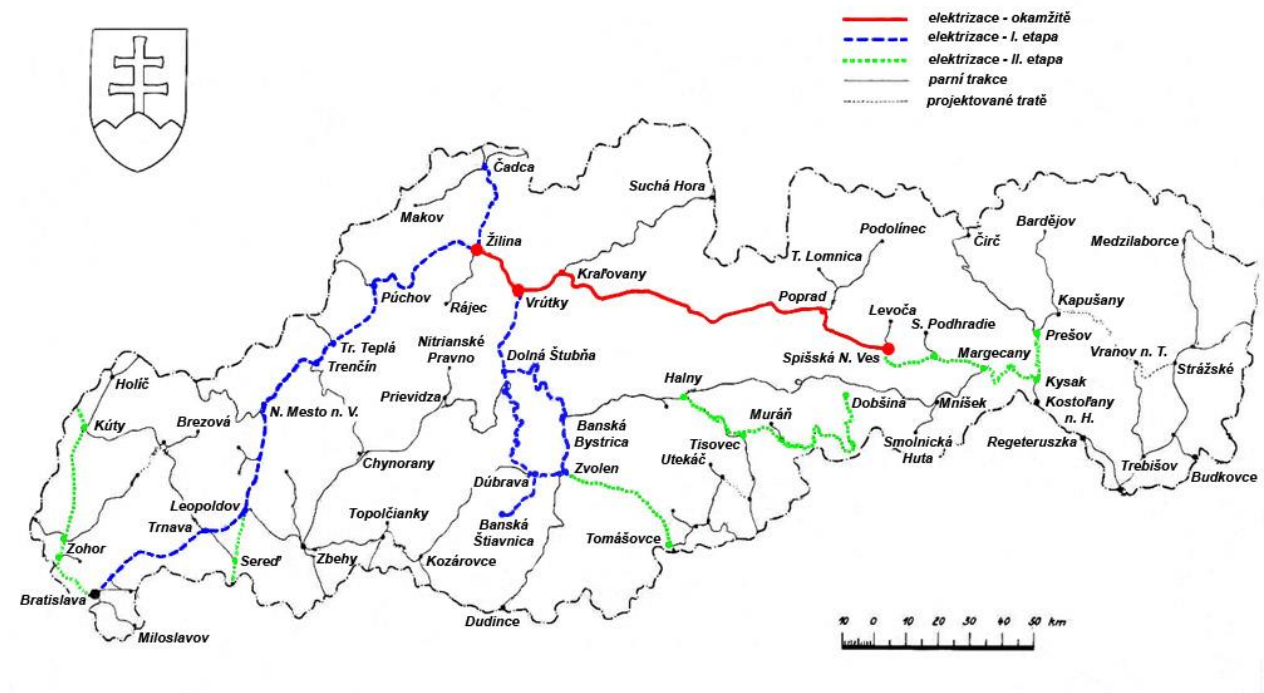 elektrizace - okamžitě
elektrizace - I. etapa
elektrizace - II. etapa
parní trakce
projektované tratě
Čadca
Makov
Suchá Hora
Žilina
Podolínec
Bardějov
Čirč
Medzilaborce
T. Lomnica
Kraľovany
Púchov
Rájec
Vrútky
Poprad
Levoča
Kapušany
S. Podhradie
Prešov
Nitrianské
Pravno
Tr. Teplá
Trenčín
Dolná Štubňa
Spišská N. Ves
Margecany
Vranov n. T.
Strážské
Holíč
Halny
Kysak
Prievidza
Dobšina
Mníšek
Kostoľany
n. H.
N. Mesto n. V.
Brezová
Kúty
Banská
Bystrica
Muráň
Tisovec
Smolnická
Huta
Regeteruszka
Chynorany
Utekáč
Zvolen
Dúbrava
Trebišov
Budkovce
Leopoldov
Trnava
Topolčianky
Banská
Štiavnica
Tomášovce
Zohor
Sereď
Zbehy
Kozárovce
Bratislava
Dudince
Miloslavov
10 0 10 20 30 40 50 km